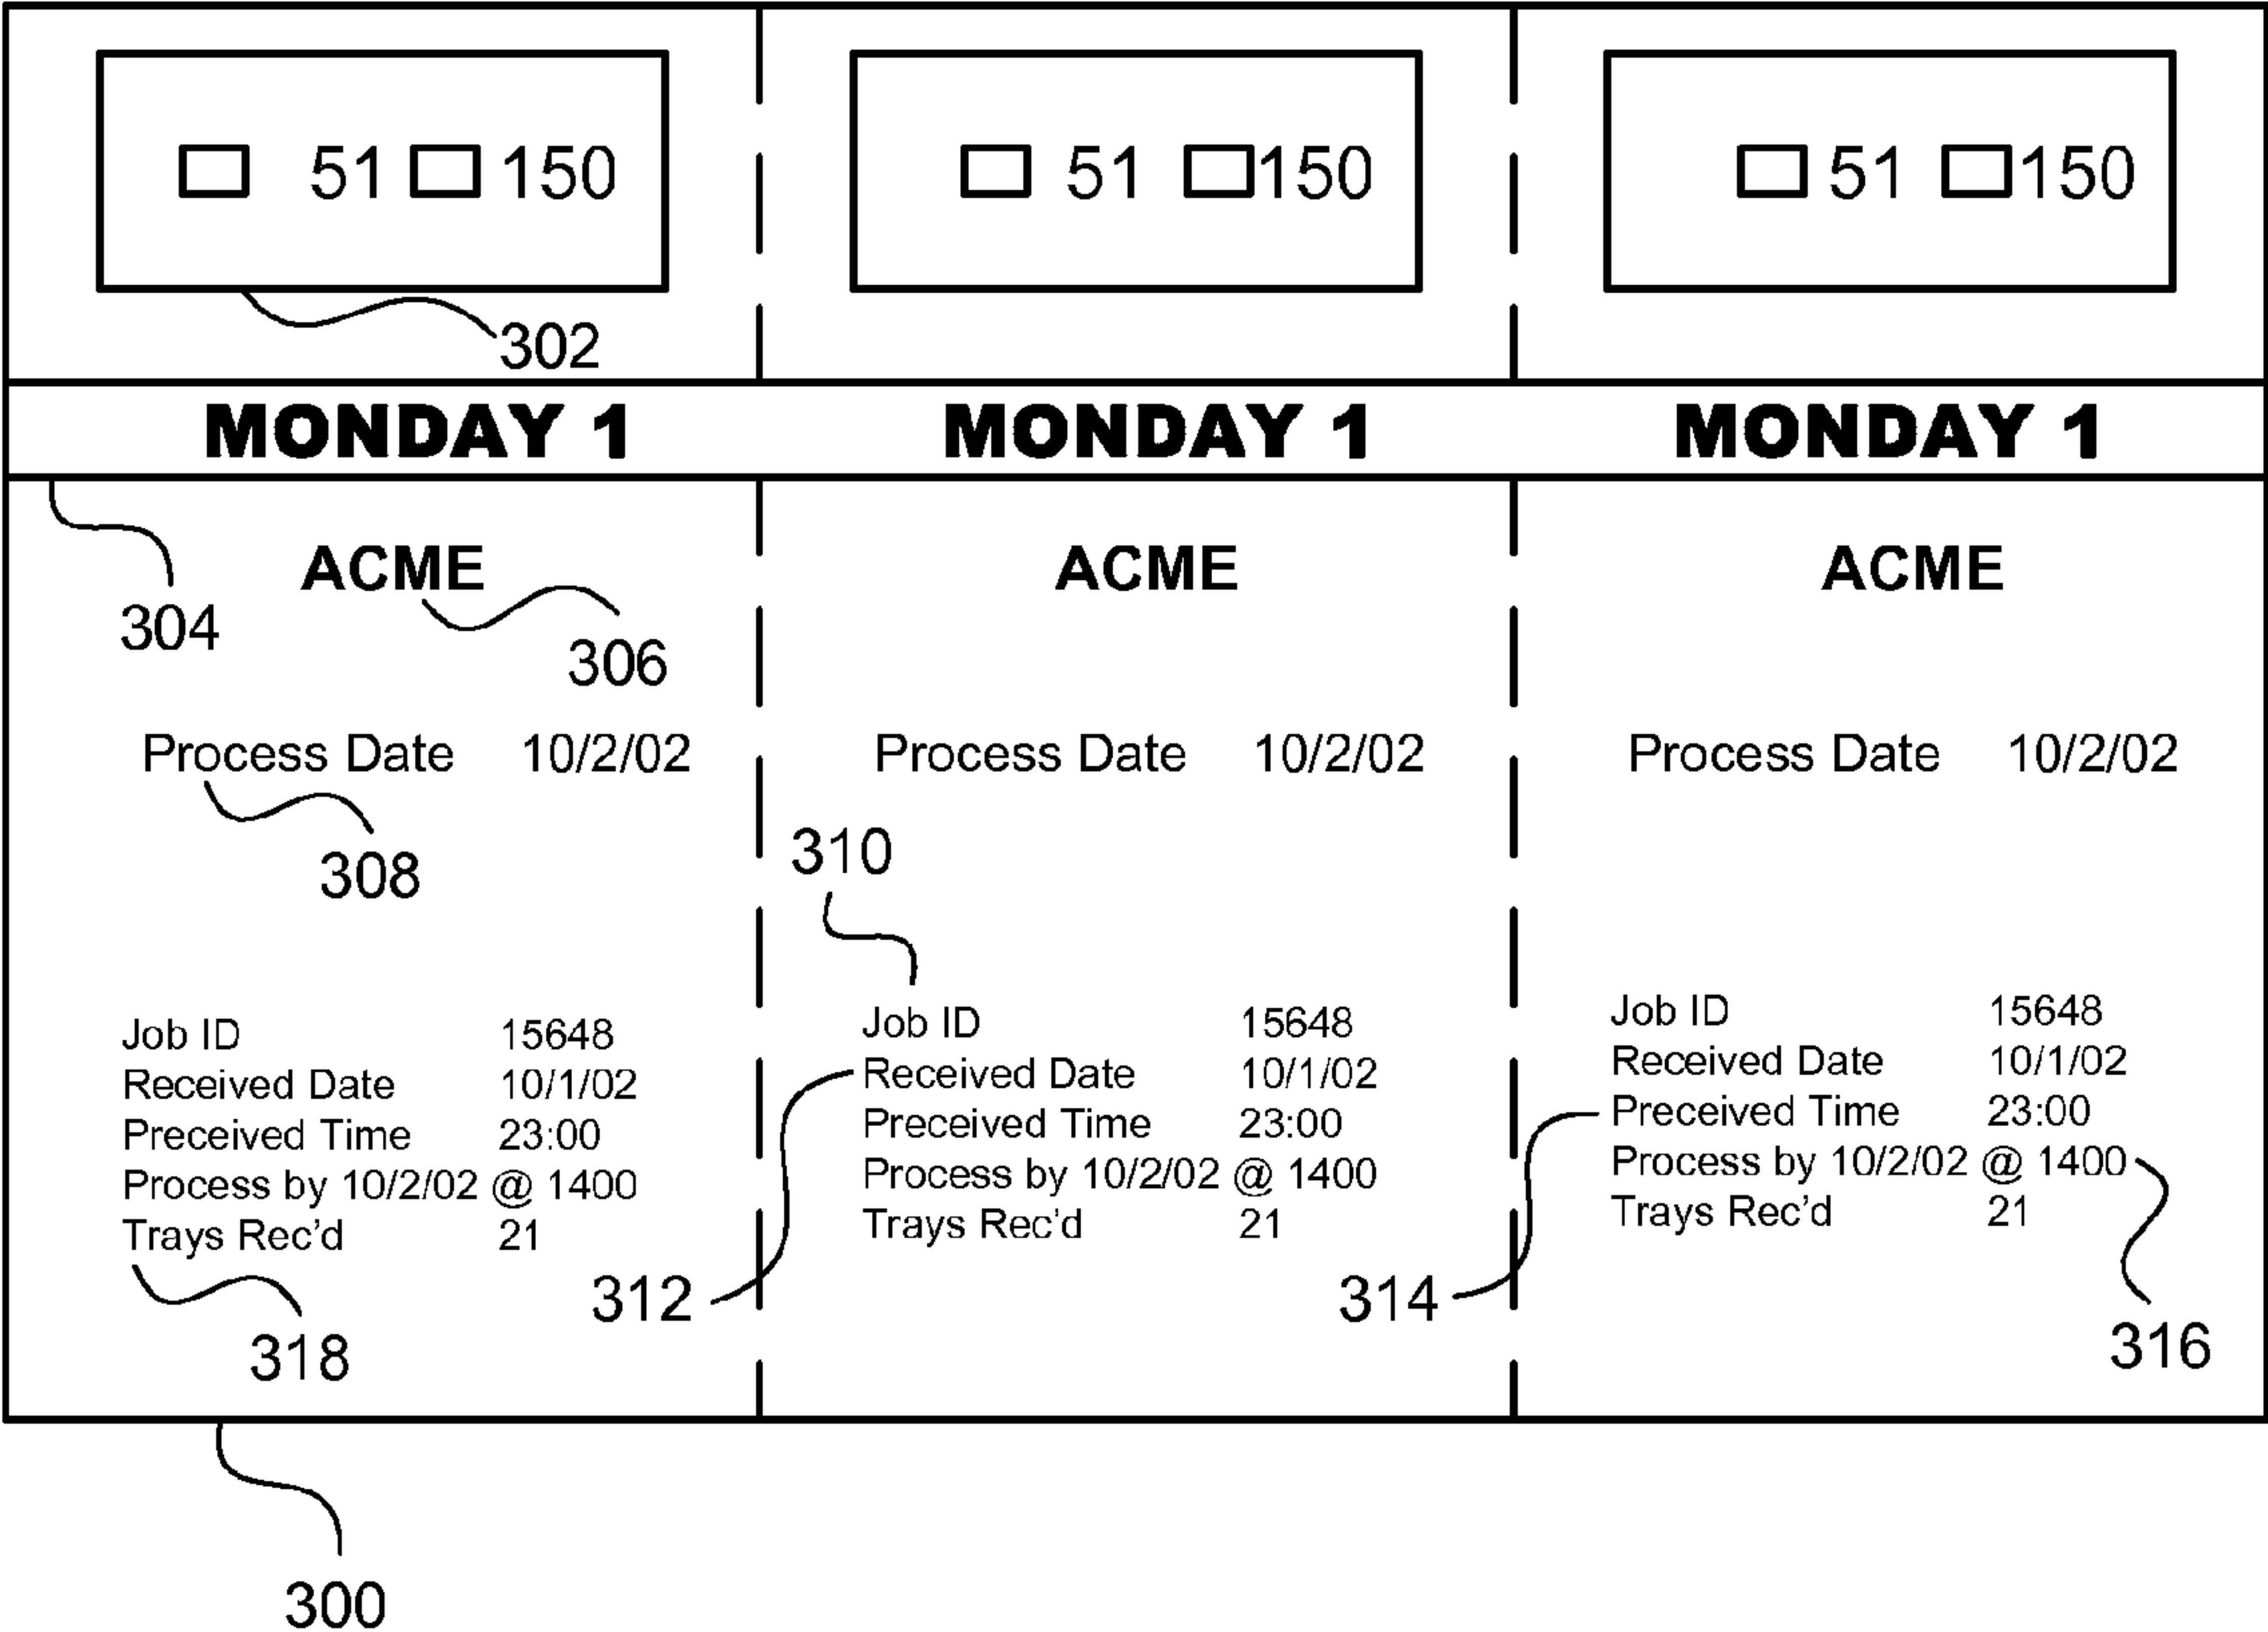 51 150 51 150 51 150
302
MONDAY 1 MONDAY 1 MONDAY 1
ACME ACME ACME
304
306
Process Date 10/2/02 Process Date 10/2/02 Process Date 10/2/02
308
310
Job ID 15648
Received Date 10/1/02
Preceived Time 23:00
Process by 10/2/02 @ 1400
Trays Rec'd 21
Job ID 15648
Received Date 10/1/02
Preceived Time 23:00
Process by 10/2/02 @ 1400
Trays Rec'd 21
Job ID 15648
Received Date 10/1/02
Preceived Time 23:00
Process by 10/2/02 @ 1400
Trays Rec'd 21
312
314
316
318
300